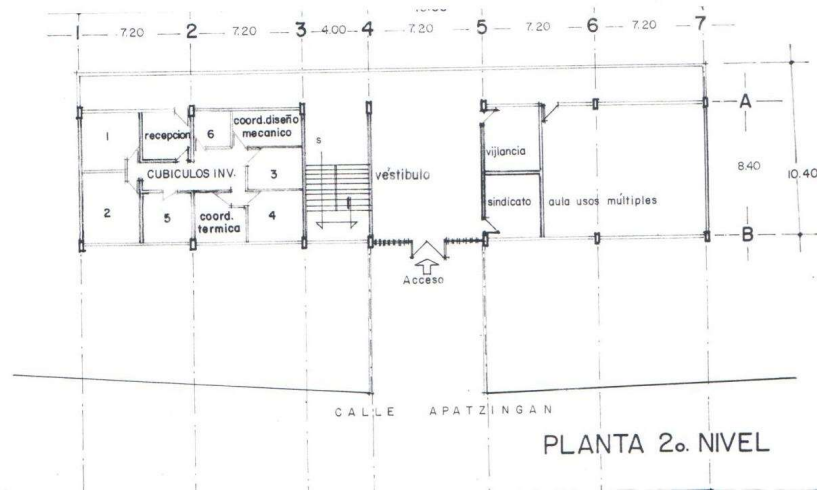 1 7.20 2 7.20 3 4.00 4 7.20 5 7.20 6 7.20 7
A
B
8.40
10.40
1
recepcion
6
coord.diseño
mecanico
CUBICULOS INV.
3
2
5
coord.
termica
4
s
vestibulo
vijlancia
sindicato
aula usos múltiples
Acceso
CALLE APATZINGAN
PLANTA 2o. NIVEL